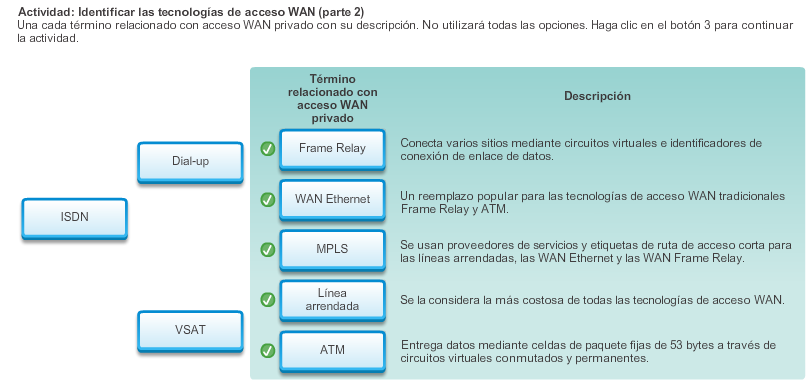 Actividad: Identificar las tecnologías de acceso WAN (parte 2)
Una cada término relacionado con acceso WAN privado con su descripción. No utilizará todas las opciones. Haga clic en el botón 3 para continuar
la actividad.
Término
relacionado con
acceso WAN
privado
Descripción
Dial-up
ISDN
VSAT
Frame Relay
Conecta varios sitios mediante circuitos virtuales e identificadores de
conexión de enlace de datos.
WAN Ethernet
Un reemplazo popular para las tecnologías de acceso WAN tradicionales
Frame Relay y ATM.
MPLS
Se usan proveedores de servicios y etiquetas de ruta de acceso corta para
las líneas arrendadas, las WAN Ethernet y las WAN Frame Relay.
Línea
arrendada
Se la considera la más costosa de todas las tecnologías de acceso WAN.
ATM
Entrega datos mediante celdas de paquete fijas de 53 bytes a través de
circuitos virtuales conmutados y permanentes.